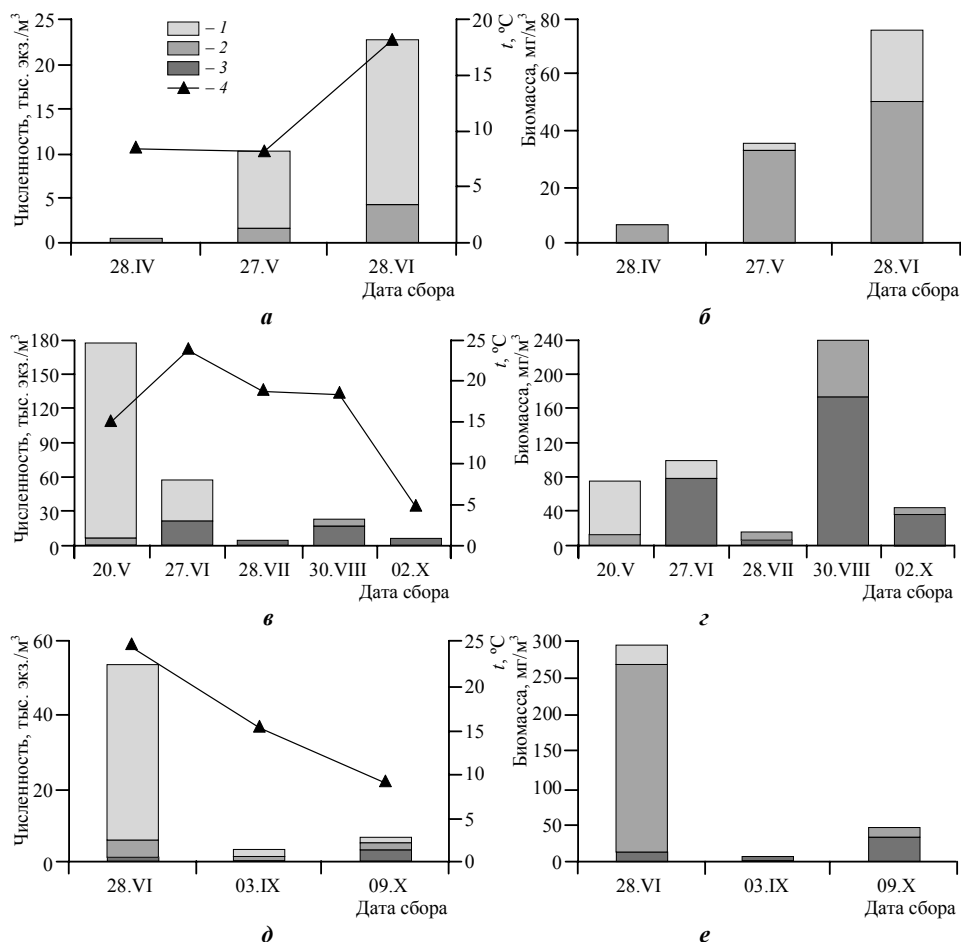 Численность, тыс. экз./м³
25
20
15
10
5
0
– 1
– 2
– 3
– 4
20
15
10
5
0
t, ºC
28.IV 27.V 28.VI
Дата сбора
а
Биомасса, мг/м³
80
60
40
20
0
28.IV 27.V 28.VI
Дата сбора
б
Численность, тыс. экз./м³
180
150
120
90
60
30
0
25
20
15
10
5
0
t, ºC
20.V 27.VI 28.VII 30.VIII 02.X
Дата сбора
в
Биомасса, мг/м³
240
200
160
120
80
40
0
20.V 27.VI 28.VII 30.VIII 02.X
Дата сбора
г
Численность, тыс. экз./м³
60
40
20
0
25
20
15
10
5
0
t, ºC
28.VI 03.IX 09.X
Дата сбора
д
Биомасса, мг/м³
300
250
200
150
100
50
0
28.VI 03.IX 09.X
Дата сбора
е